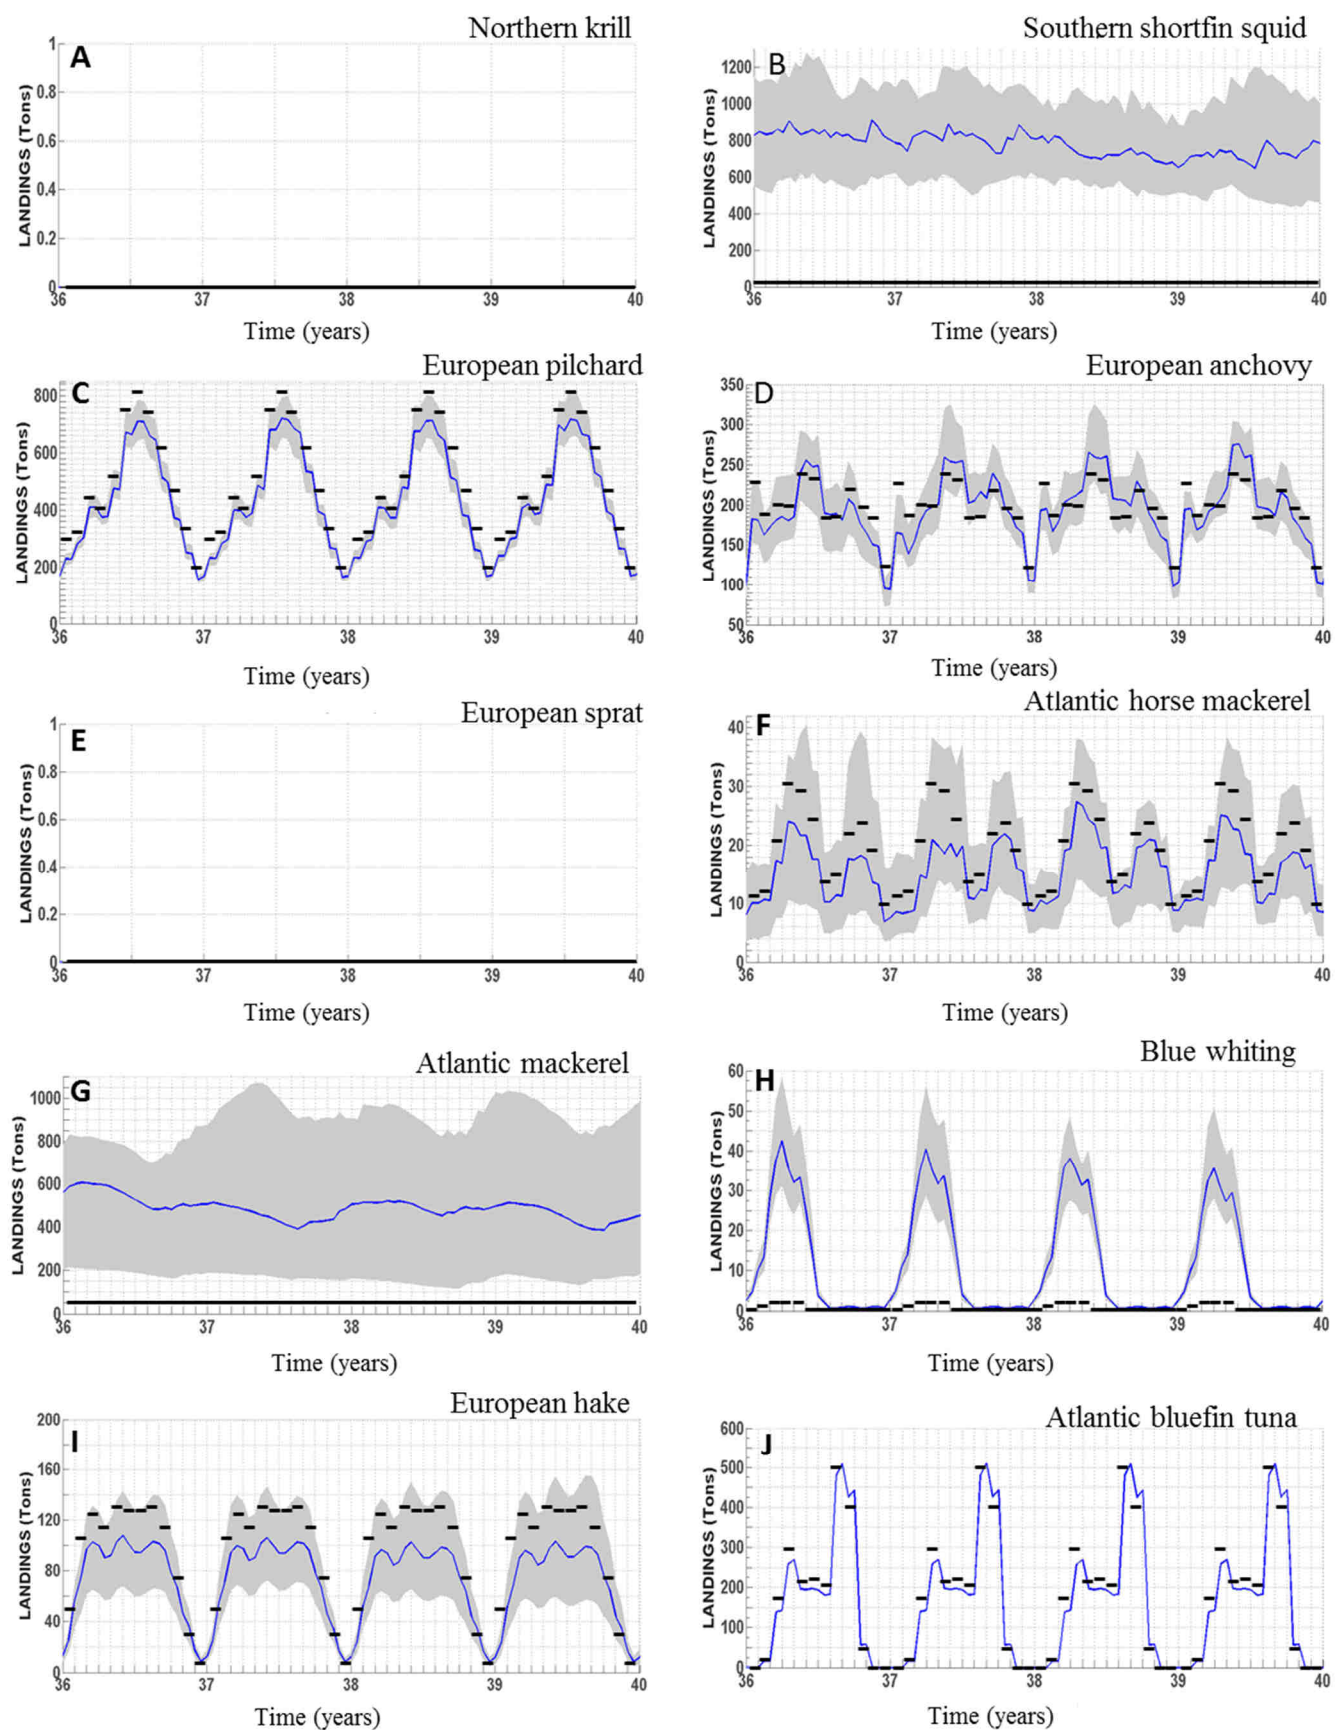 Northern krill
A
LANDINGS (Tons)
1
0.8
0.6
0.4
0.2
0
36 37 38 39 40
Time (years)
Southern shortfin squid
B
LANDINGS (Tons)
1200
1000
800
600
400
200
0
36 37 38 39 40
Time (years)
European pilchard
C
LANDINGS (Tons)
800
600
400
200
0
36 37 38 39 40
Time (years)
European anchovy
D
LANDINGS (Tons)
350
300
250
200
150
100
50
36 37 38 39 40
Time (years)
European sprat
E
LANDINGS (Tons)
1
0.8
0.6
0.4
0.2
0
36 37 38 39 40
Time (years)
Atlantic horse mackerel
F
LANDINGS (Tons)
40
30
20
10
0
36 37 38 39 40
Time (years)
Atlantic mackerel
G
LANDINGS (Tons)
1000
800
600
400
200
0
36 37 38 39 40
Time (years)
Blue whiting
H
LANDINGS (Tons)
60
50
40
30
20
10
0
36 37 38 39 40
Time (years)
European hake
I
LANDINGS (Tons)
200
160
120
80
40
0
36 37 38 39 40
Time (years)
Atlantic bluefin tuna
J
LANDINGS (Tons)
600
500
400
300
200
100
0
36 37 38 39 40
Time (years)